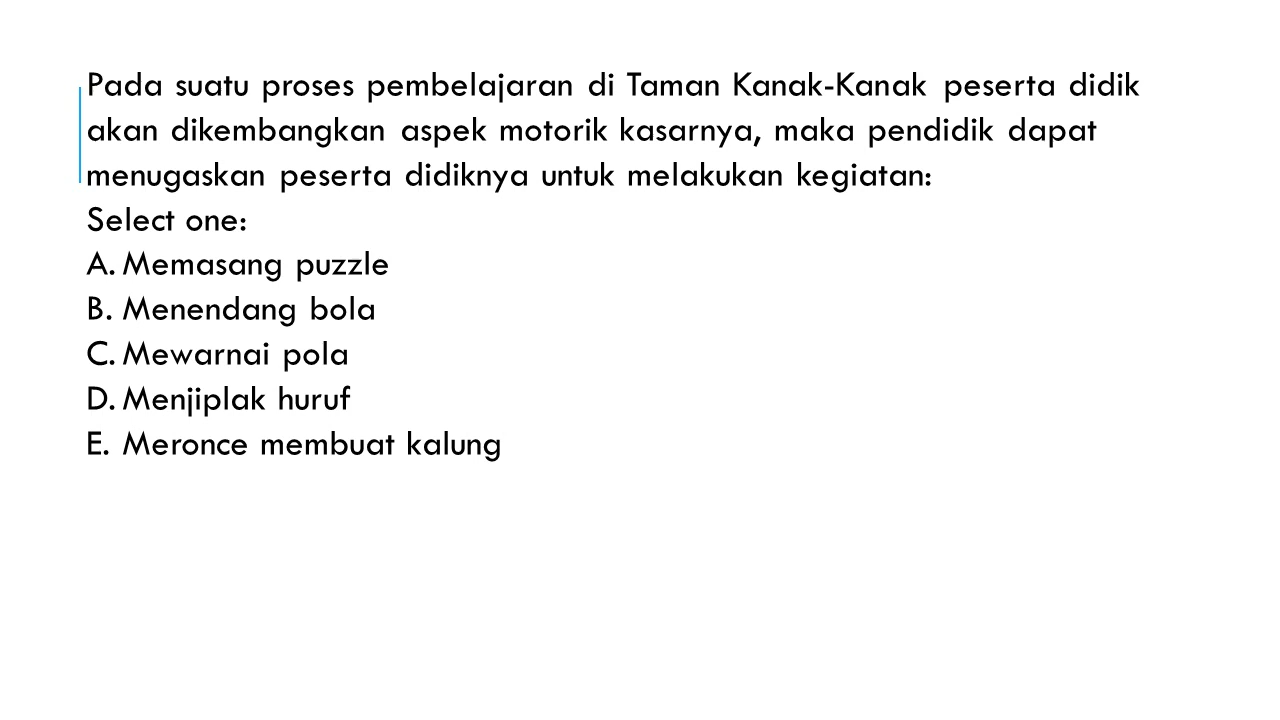 Pada suatu proses pembelajaran di Taman Kanak-Kanak peserta didik
akan dikembangkan aspek motorik kasarnya, maka pendidik dapat
menugaskan peserta didiknya untuk melakukan kegiatan:
Select one:
A. Memasang puzzle
B. Menendang bola
C. Mewarnai pola
D. Menjiplak huruf
E. Meronce membuat kalung